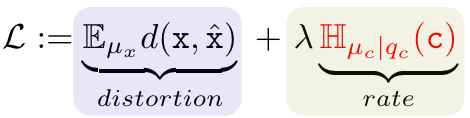 ℒ := 𝔼_{μ_x} d(x, x̂) + λ ℍ_{μ_c|q_c}(c)
distortion rate